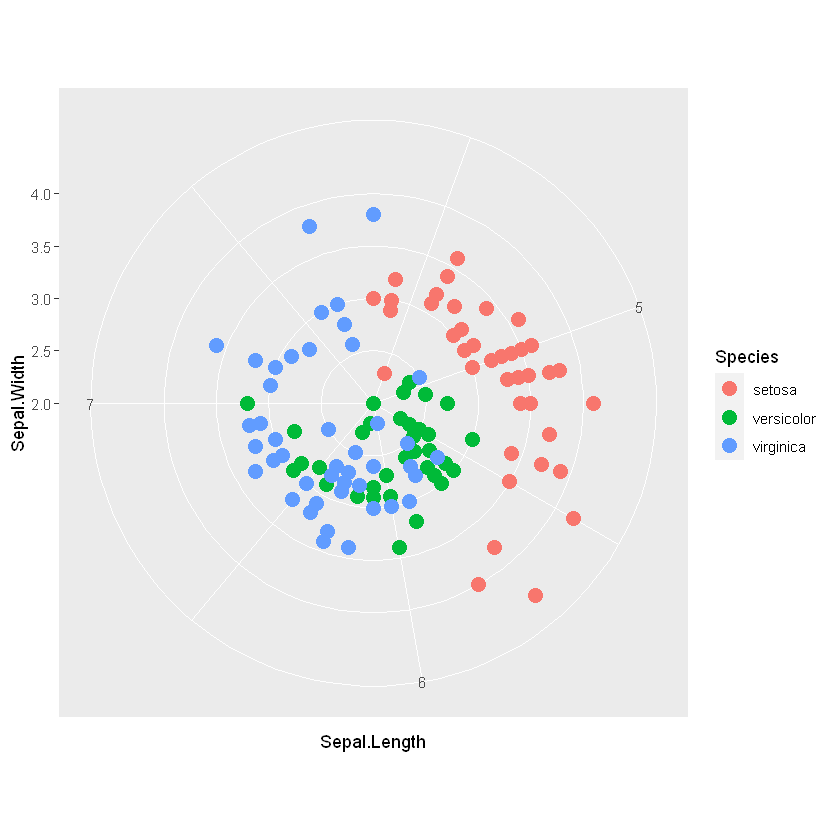 4.0
3.5
3.0
2.5
2.0
Sepal.Width
5
7
6
Sepal.Length
Species
setosa
versicolor
virginica